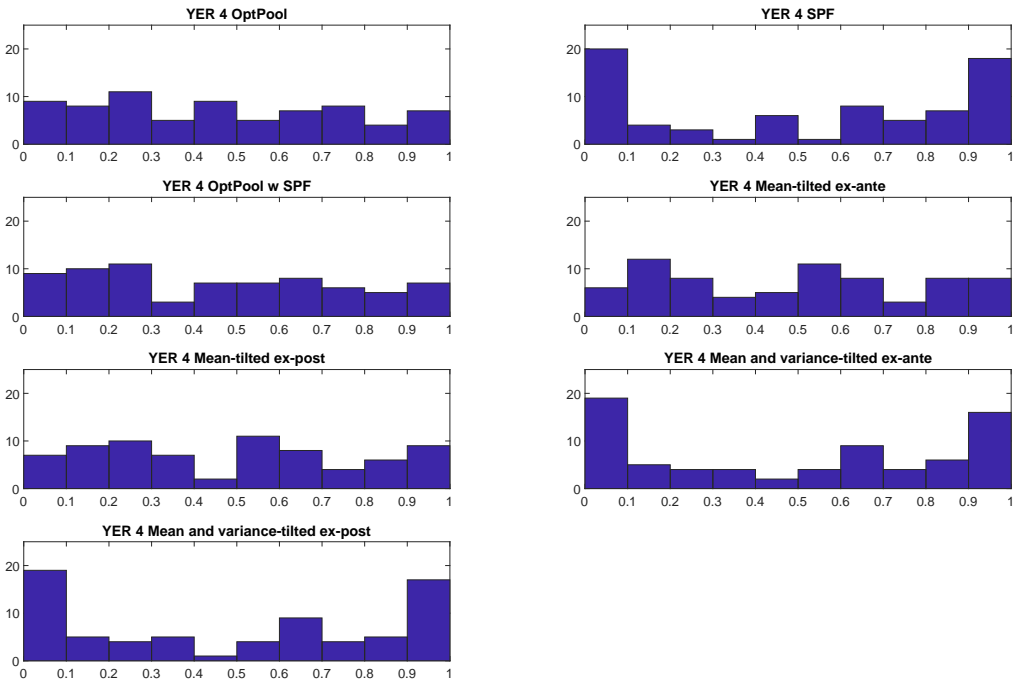 YER 4 OptPool
20
10
0
0 0.1 0.2 0.3 0.4 0.5 0.6 0.7 0.8 0.9 1
YER 4 SPF
20
10
0
0 0.1 0.2 0.3 0.4 0.5 0.6 0.7 0.8 0.9 1
YER 4 OptPool w SPF
20
10
0
0 0.1 0.2 0.3 0.4 0.5 0.6 0.7 0.8 0.9 1
YER 4 Mean-tilted ex-ante
20
10
0
0 0.1 0.2 0.3 0.4 0.5 0.6 0.7 0.8 0.9 1
YER 4 Mean-tilted ex-post
20
10
0
0 0.1 0.2 0.3 0.4 0.5 0.6 0.7 0.8 0.9 1
YER 4 Mean and variance-tilted ex-ante
20
10
0
0 0.1 0.2 0.3 0.4 0.5 0.6 0.7 0.8 0.9 1
YER 4 Mean and variance-tilted ex-post
20
10
0
0 0.1 0.2 0.3 0.4 0.5 0.6 0.7 0.8 0.9 1